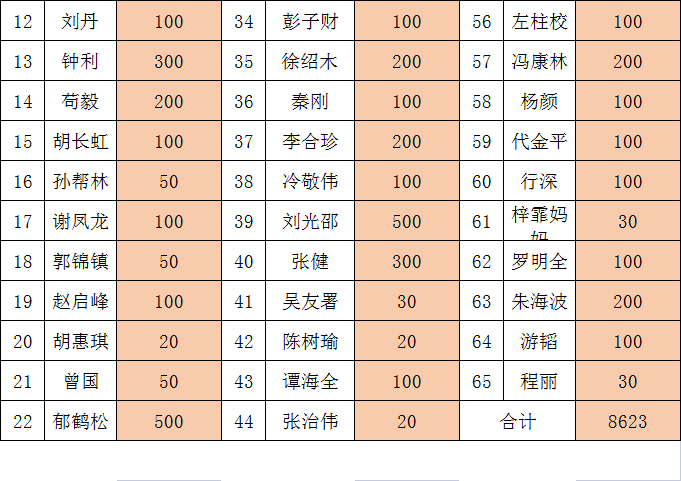 12 刘丹 100 34 彭子财 100 56 左柱校 100
13 钟利 300 35 徐绍木 200 57 冯康林 200
14 苟毅 200 36 秦刚 100 58 杨颜 100
15 胡长虹 100 37 李合珍 200 59 代金平 100
16 孙帮林 50 38 冷敬伟 100 60 行深 100
17 谢凤龙 100 39 刘光邵 500 61 梓霏妈妈 30
18 郭锦镇 50 40 张健 300 62 罗明全 100
19 赵启峰 100 41 吴友署 30 63 朱海波 200
20 胡惠琪 20 42 陈树瑜 20 64 游韬 100
21 曾国 50 43 谭海全 100 65 程丽 30
22 郁鹤松 500 44 张治伟 20 合计 8623